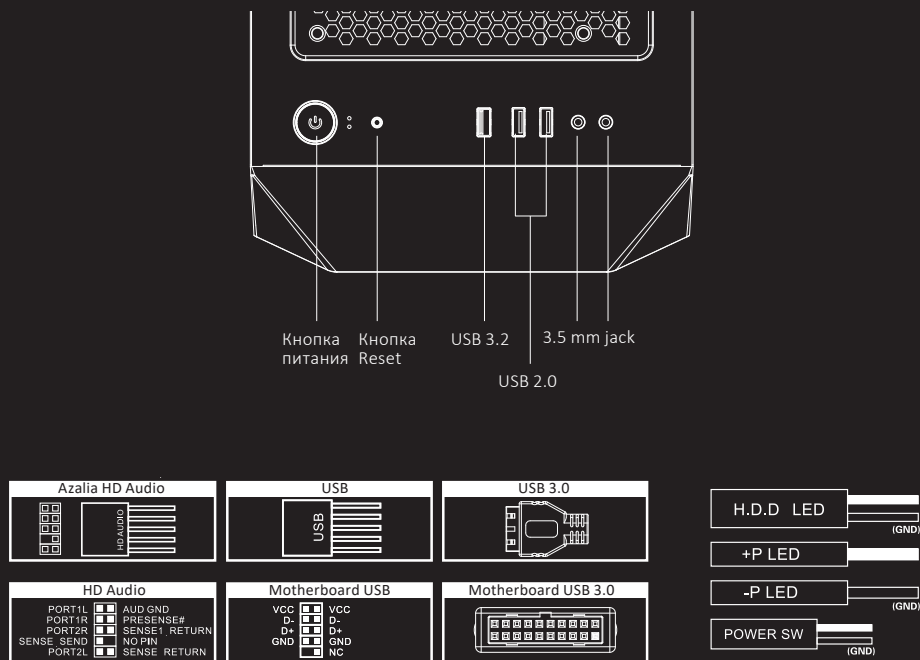 Кнопка
питания
Кнопка
Reset
USB 3.2
3.5 mm jack
USB 2.0
Azalia HD Audio
USB
USB 3.0
HD AUDIO
USB
H.D.D LED
(GND)
+P LED
-P LED
(GND)
POWER SW
(GND)
HD Audio
PORT1L AUD GND
PORT1R PRESENSE#
PORT2R SENSE1_RETURN
SENSE_SEND NO PIN
PORT2L SENSE RETURN
Motherboard USB
VCC VCC
D- D-
D+ D+
GND GND
NC
Motherboard USB 3.0